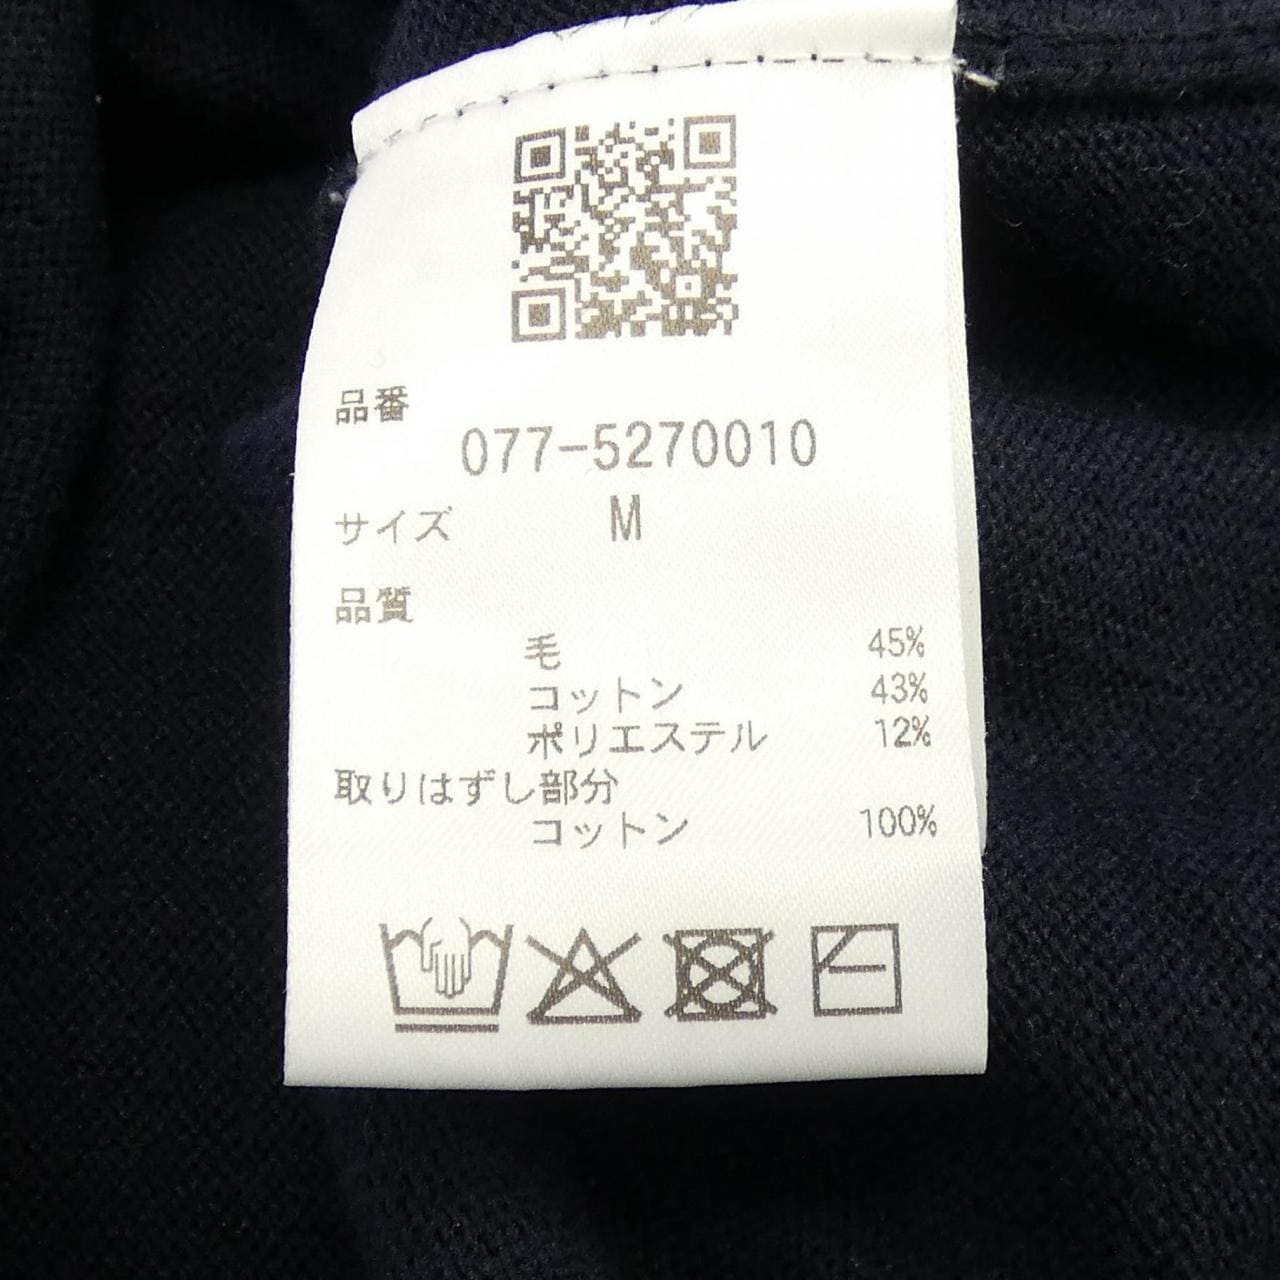 品番
077-5270010
サイズ M
品質
毛 45%
コットン 43%
ポリエステル 12%
取りはずし部分
コットン 100%